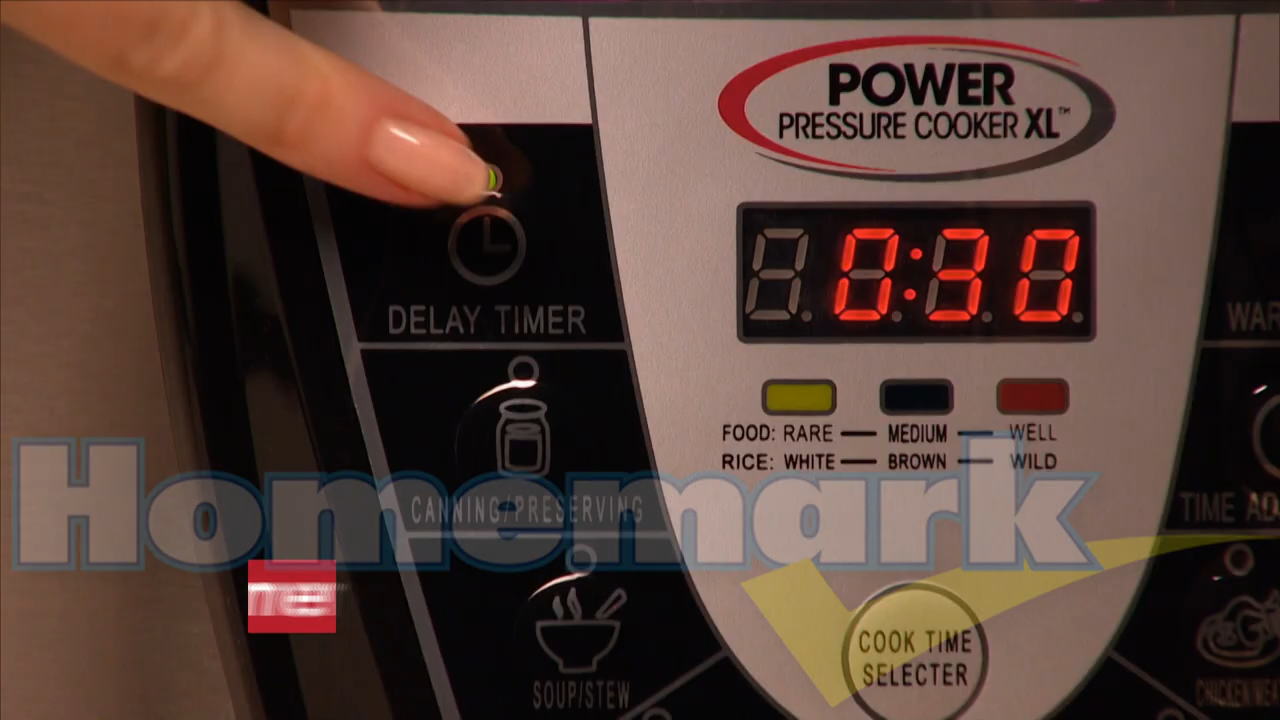 POWER
PRESSURE COOKER XL™
0:30
DELAY TIMER
FOOD: RARE — MEDIUM — WELL
RICE: WHITE — BROWN — WILD
CANNING/PRESERVING
Homemark
COOK TIME
SELECTER
SOUP/STEW